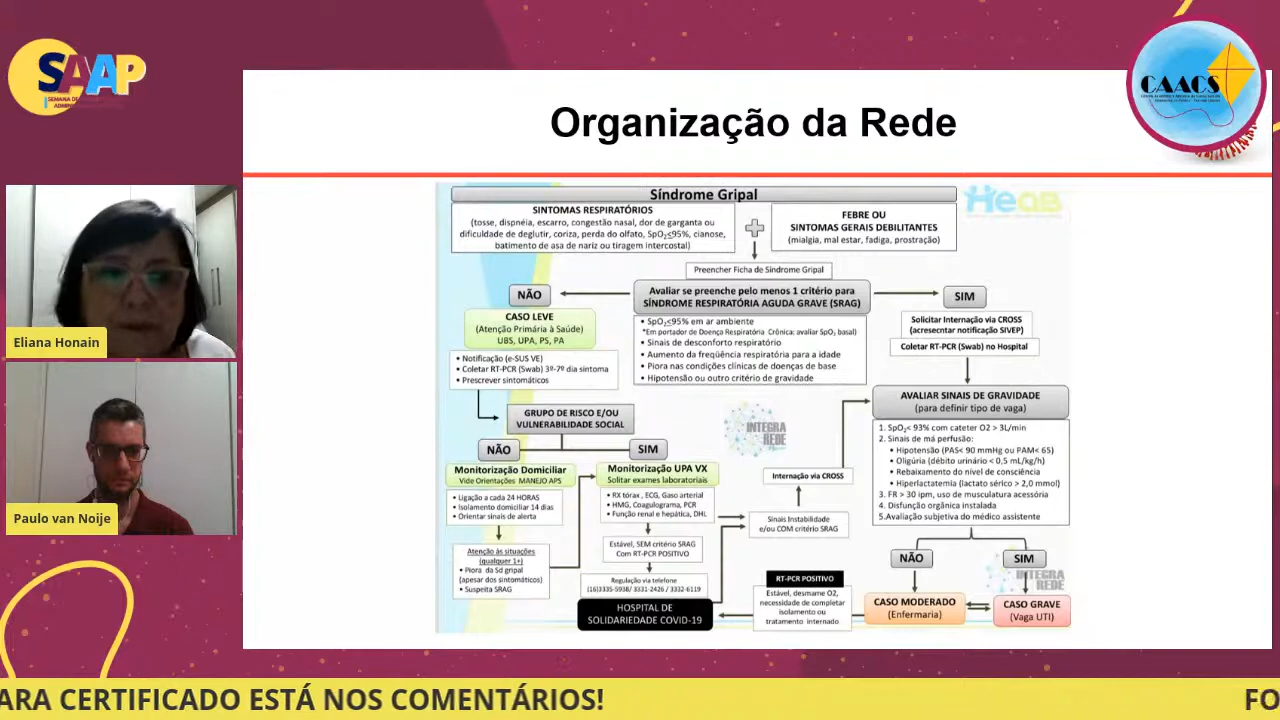 SAAP
SEMANA DE
CAACS
Organização da Rede
HEAB
Síndrome Gripal
SINTOMAS RESPIRATÓRIOS
(tosse, dispnéia, escarro, congestão nasal, dor de garganta ou
dificuldade de deglutir, coriza, perda do olfato, SpO2≤95%, cianose,
batimento de asa de nariz ou tiragem intercostal)
FEBRE OU
SINTOMAS GERAIS DEBILITANTES
(mialgia, mal estar, fadiga, prostração)
Preencher Ficha de Síndrome Gripal
Avaliar se preenche pelo menos 1 critério para
SÍNDROME RESPIRATÓRIA AGUDA GRAVE (SRAG)
NÃO
SIM
• SpO2≤95% em ar ambiente
*Em portador de Doença Respiratória Crônica: avaliar SpO2 basal)
• Sinais de desconforto respiratório
• Aumento da freqüência respiratória para a idade
• Piora nas condições clínicas de doenças de base
• Hipotensão ou outro critério de gravidade
CASO LEVE
(Atenção Primária à Saúde)
UBS, UPA, PS, PA
• Notificação (e-SUS VE)
• Coletar RT-PCR (Swab) 3º-7º dia sintoma
• Prescrever sintomáticos
Solicitar Internação via CROSS
(acresecntar notificação SIVEP)
Coletar RT-PCR (Swab) no Hospital
GRUPO DE RISCO E/OU
VULNERABILIDADE SOCIAL
NÃO
SIM
Monitorização Domiciliar
Vide Orientações MANEJO APS
• Ligação a cada 24 HORAS
• Isolamento domiciliar 14 dias
• Orientar sinais de alerta
Atenção às situações
(qualquer 1+)
• Piora da Sd gripal
(apesar dos sintomáticos)
• Suspeita SRAG
Monitorização UPA VX
Solitar exames laboratoriais
• RX tórax , ECG, Gaso arterial
• HMG, Coagulograma, PCR
• Função renal e hepática, DHL
Estável, SEM critério SRAG
Com RT-PCR POSITIVO
Regulação via telefone
(16)3335-5938/ 3331-2426 / 3332-6119
HOSPITAL DE
SOLIDARIEDADE COVID-19
INTEGRA
REDE
Internação via CROSS
Sinais Instabilidade
e/ou COM critério SRAG
RT-PCR POSITIVO
Estável, desmame O2,
necessidade de completar
isolamento ou
tratamento internado
AVALIAR SINAIS DE GRAVIDADE
(para definir tipo de vaga)
1. SpO2< 93% com cateter O2 > 3L/min
2. Sinais de má perfusão:
• Hipotensão (PAS< 90 mmHg ou PAM< 65)
• Oligúria (débito urinário < 0,5 mL/kg/h)
• Rebaixamento do nível de consciência
• Hiperlactatemia (lactato sérico > 2,0 mmol)
3. FR > 30 ipm, uso de musculatura acessória
4. Disfunção orgânica instalada
5.Avaliação subjetiva do médico assistente
NÃO
SIM
INTEGRA
REDE
CASO MODERADO
(Enfermaria)
CASO GRAVE
(Vaga UTI)
Eliana Honain
Paulo van Noije
ARA CERTIFICADO ESTÁ NOS COMENTÁRIOS!
FO